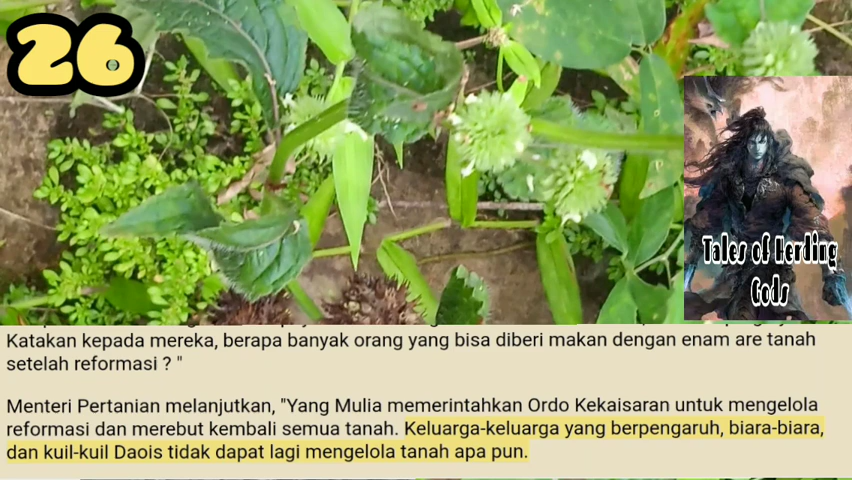 26
Tales of Herding
Gods
Katakan kepada mereka, berapa banyak orang yang bisa diberi makan dengan enam are tanah
setelah reformasi ? "
Menteri Pertanian melanjutkan, "Yang Mulia memerintahkan Ordo Kekaisaran untuk mengelola
reformasi dan merebut kembali semua tanah. Keluarga-keluarga yang berpengaruh, biara-biara,
dan kuil-kuil Daois tidak dapat lagi mengelola tanah apa pun.